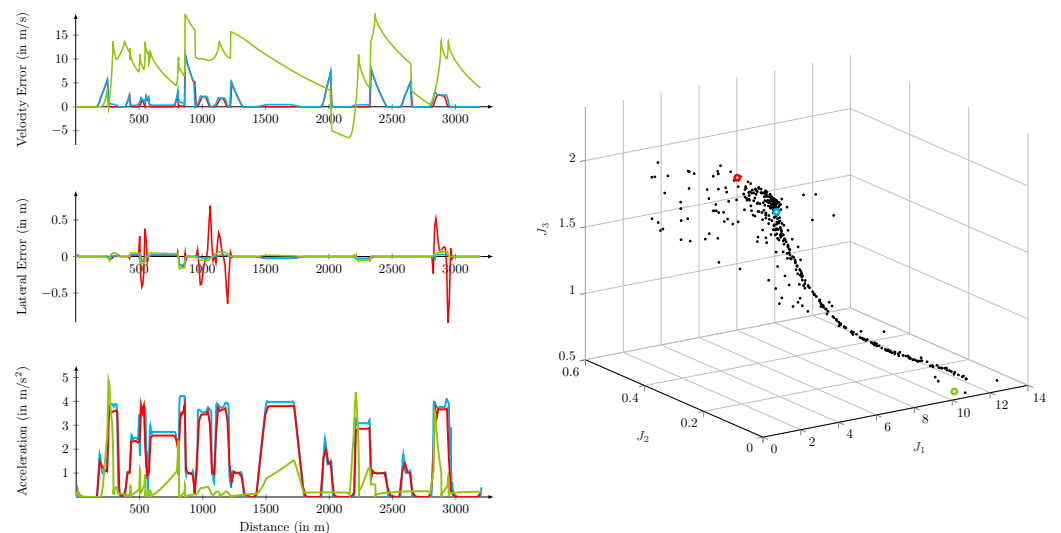 Velocity Error (in m/s)
15
10
5
0
−5
500 1000 1500 2000 2500 3000
Lateral Error (in m)
0.5
0
−0.5
500 1000 1500 2000 2500 3000
Acceleration (in m/s²)
5
4
3
2
1
500 1000 1500 2000 2500 3000
Distance (in m)
J₃
2
1.5
1
0.5
0.6
0.4
0.2
0
J₂
0 2 4 6 8 10 12 14
J₁